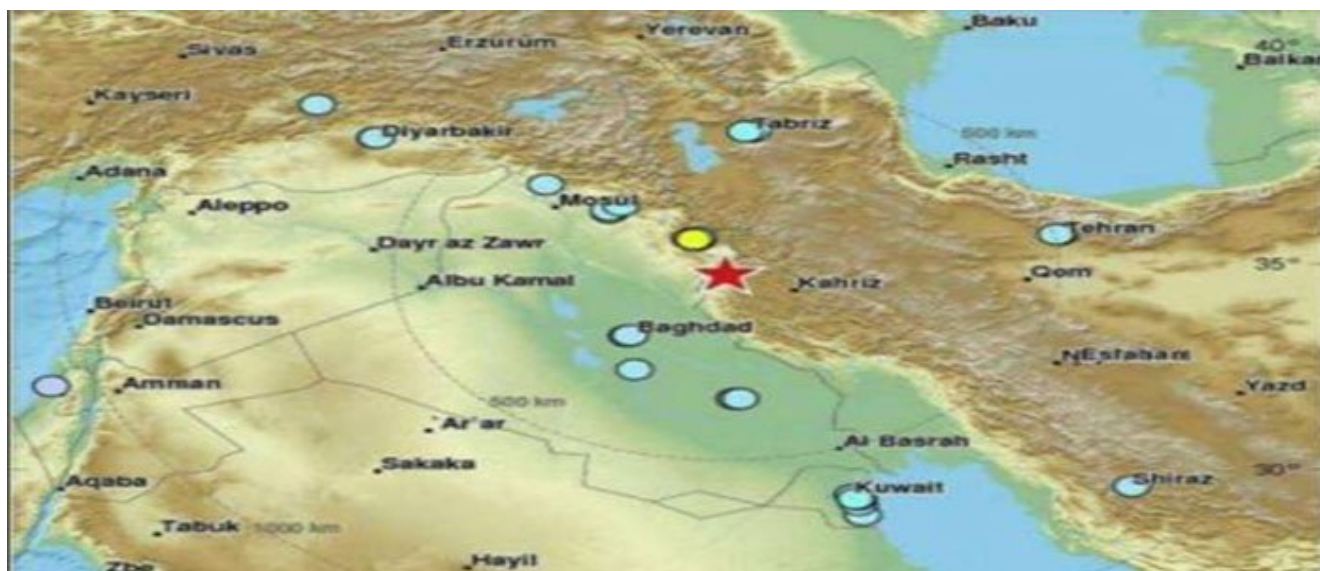 Baku
Yerevan
Erzurum
Sivas
40°
Balkan
Kayseri
Tabriz
Diyarbakir
500 km
Rasht
Adana
Mosul
Aleppo
Tehran
Dayr az Zawr
35°
Qom
Albu Kamal
Kahriz
Beirut
Damascus
Baghdad
Esfahan
Amman
Yazd
500 km
Ar'ar
Al Basrah
Sakaka
30°
Aqaba
Kuwait
Shiraz
Tabuk
1000 km
Hayil
Zbe